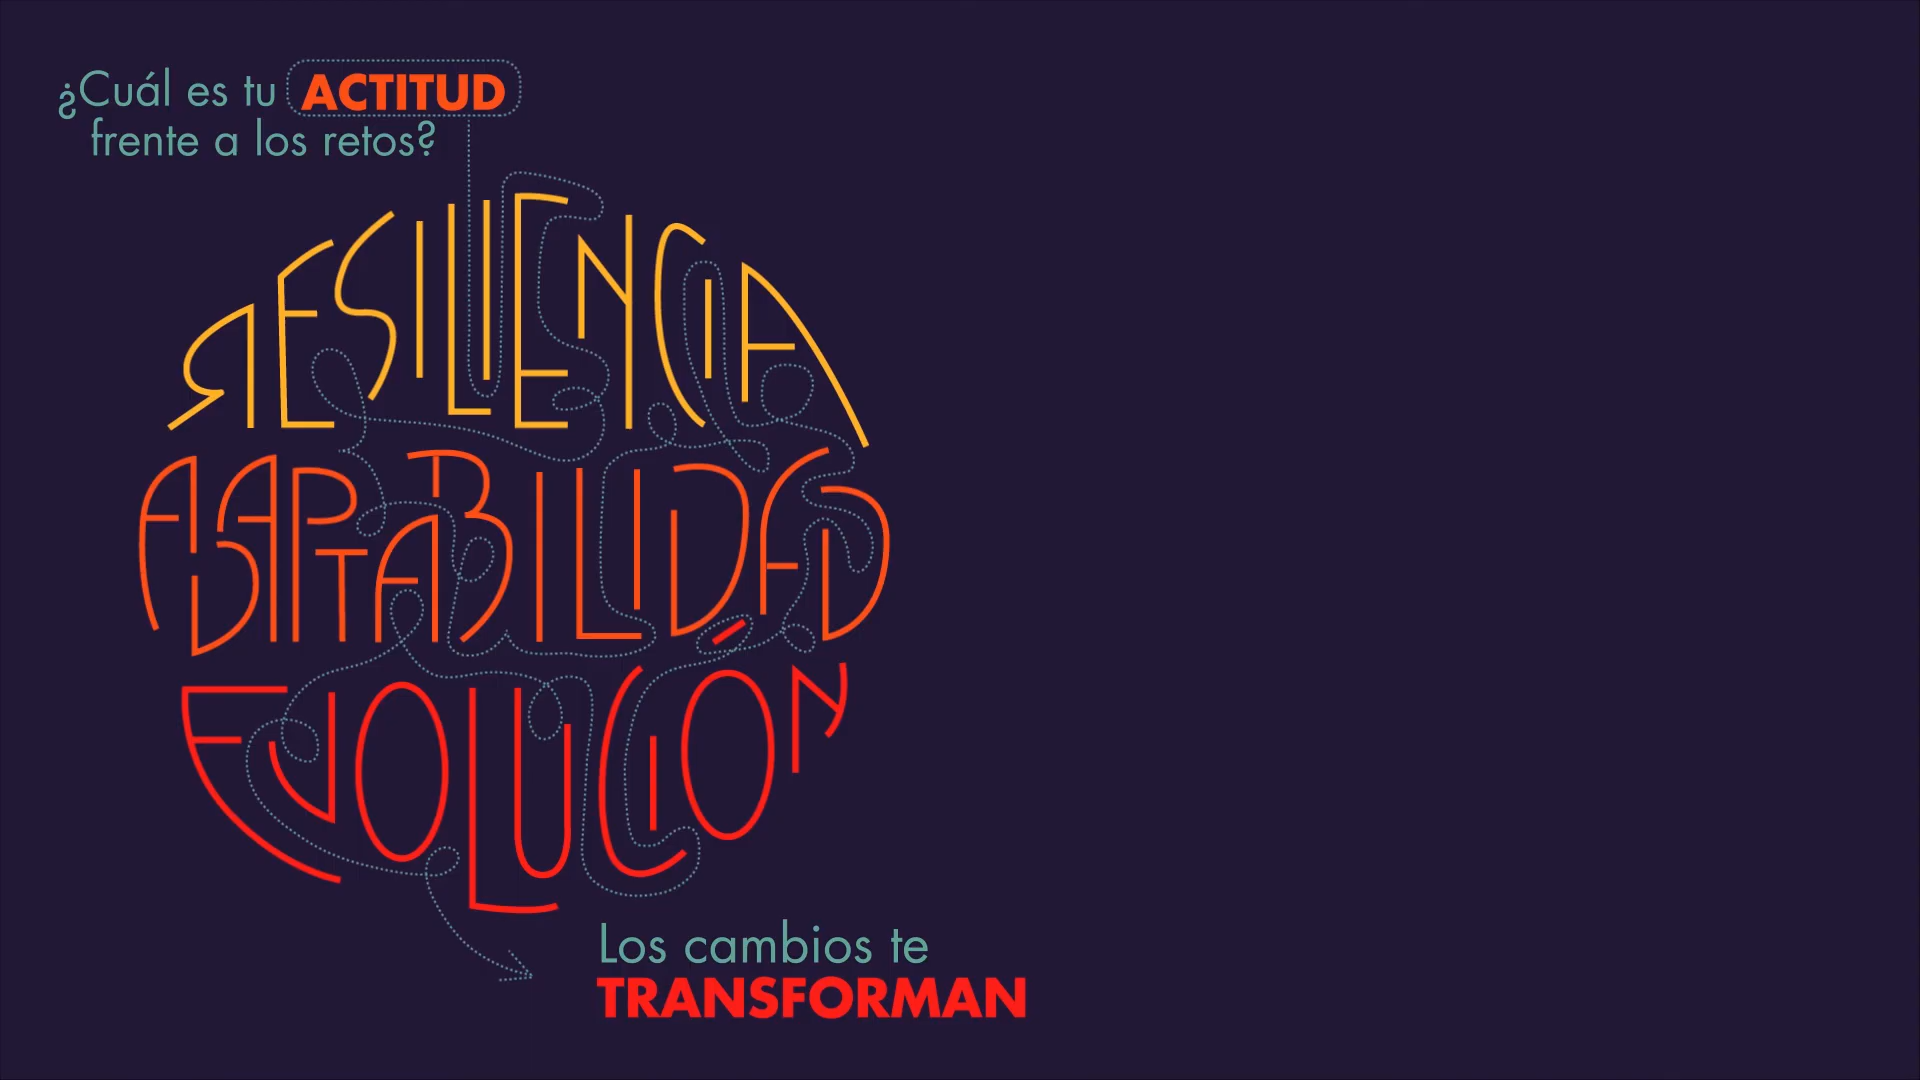 ¿Cuál es tu ACTITUD
frente a los retos?
RESILIENCIA
ADAPTABILIDAD
EVOLUCIÓN
Los cambios te
TRANSFORMAN